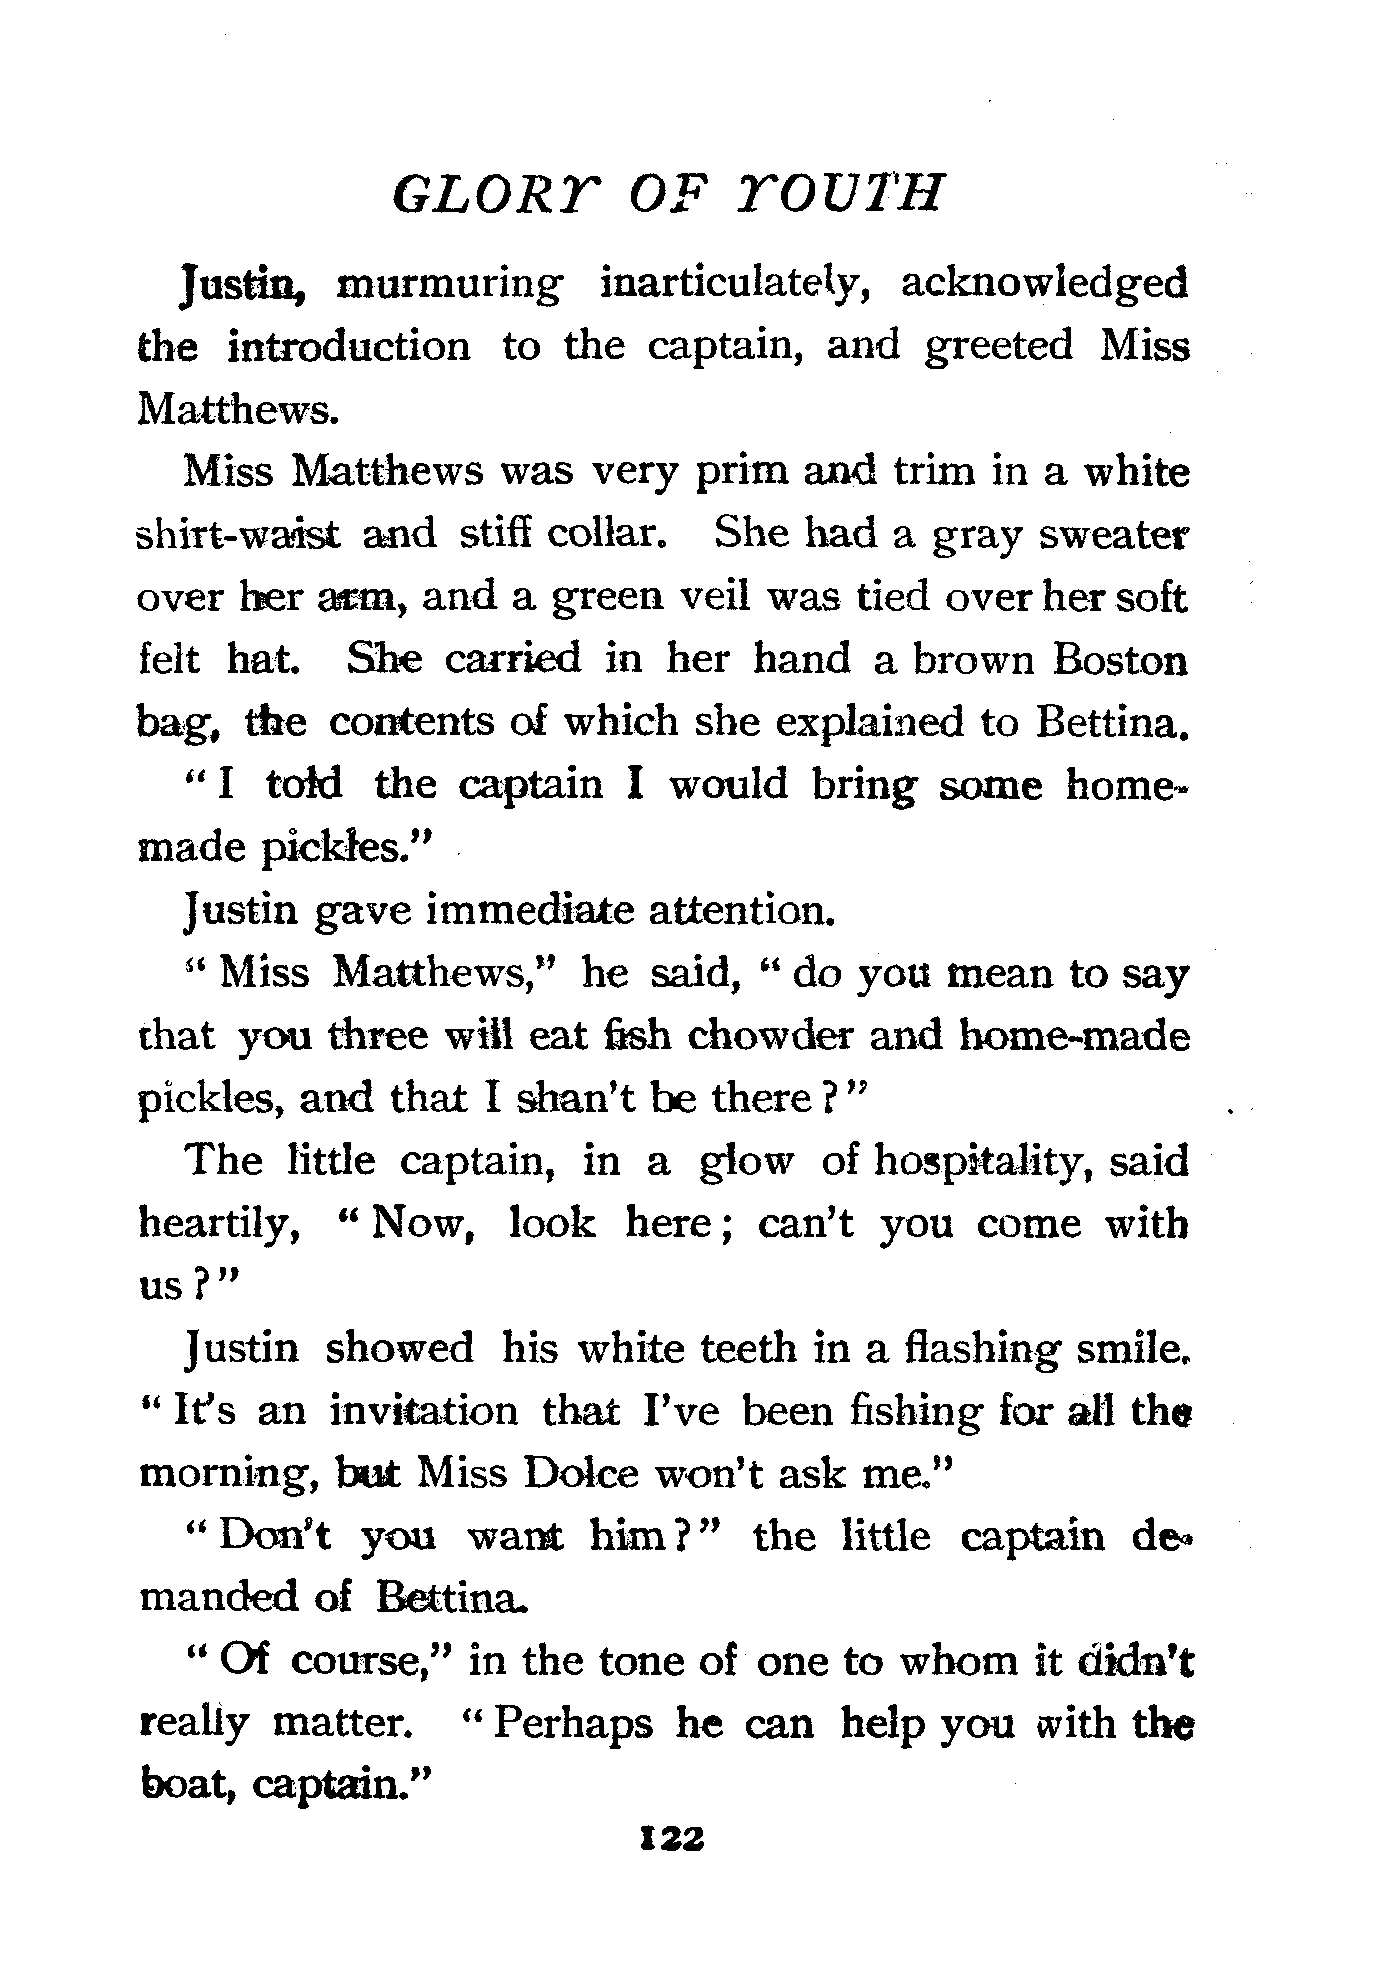 GLORY OF YOUTH
Justin, murmuring inarticulately, acknowledged
the introduction to the captain, and greeted Miss
Matthews.
Miss Matthews was very prim and trim in a white
shirt-waist and stiff collar. She had a gray sweater
over her arm, and a green veil was tied over her soft
felt hat. She carried in her hand a brown Boston
bag, the contents of which she explained to Bettina.
"I told the captain I would bring some home-
made pickles."
Justin gave immediate attention.
"Miss Matthews," he said, "do you mean to say
that you three will eat fish chowder and home-made
pickles, and that I shan't be there?"
The little captain, in a glow of hospitality, said
heartily, "Now, look here; can't you come with
us?"
Justin showed his white teeth in a flashing smile.
"It's an invitation that I've been fishing for all the
morning, but Miss Dolce won't ask me."
"Don't you want him?" the little captain de-
manded of Bettina.
"Of course," in the tone of one to whom it didn't
really matter. "Perhaps he can help you with the
boat, captain."
122